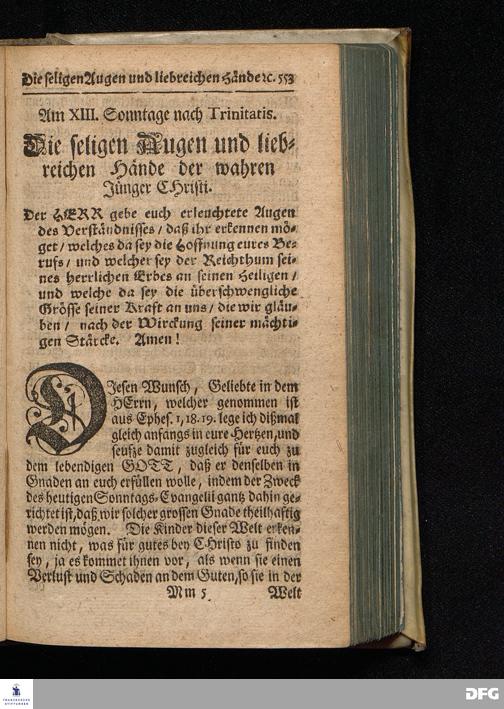 Die seligen Augen und liebreichen Hände ꝛc. 553
Am XIII. Sonntage nach Trinitatis.
Die seligen Augen und lieb-
reichen Hände der wahren
Jünger CHristi.
Der HERR gebe euch erleuchtete Augen
des Verständnisses / daß ihr erkennen mö-
get / welches da sey die Hoffnung eures Be-
rufs / und welcher sey der Reichthum sei-
nes herrlichen Erbes an seinen Heiligen /
und welche da sey die überschwengliche
Grösse seiner Kraft an uns / die wir gläu-
ben / nach der Wirckung seiner mächti-
gen Stärcke. Amen!
DIesen Wunsch, Geliebte in dem
HErrn, welcher genommen ist
aus Ephes. 1, 18. 19. lege ich dißmal
gleich anfangs in eure Hertzen, und
seufze damit zugleich für euch zu
dem lebendigen GOTT, daß er denselben in
Gnaden an euch erfüllen wolle, indem der Zweck
des heutigen Sonntags-Evangelii gantz dahin ge-
richtet ist, daß wir solcher grossen Gnade theilhaftig
werden mögen. Die Kinder dieser Welt erken-
nen nicht, was für gutes bey CHristo zu finden
sey, ja es kommet ihnen vor, als wenn sie einen
Verlust und Schaden an dem Guten, so sie in der
Mm 5 Welt
FRANCKESCHE
STIFTUNGEN
DFG